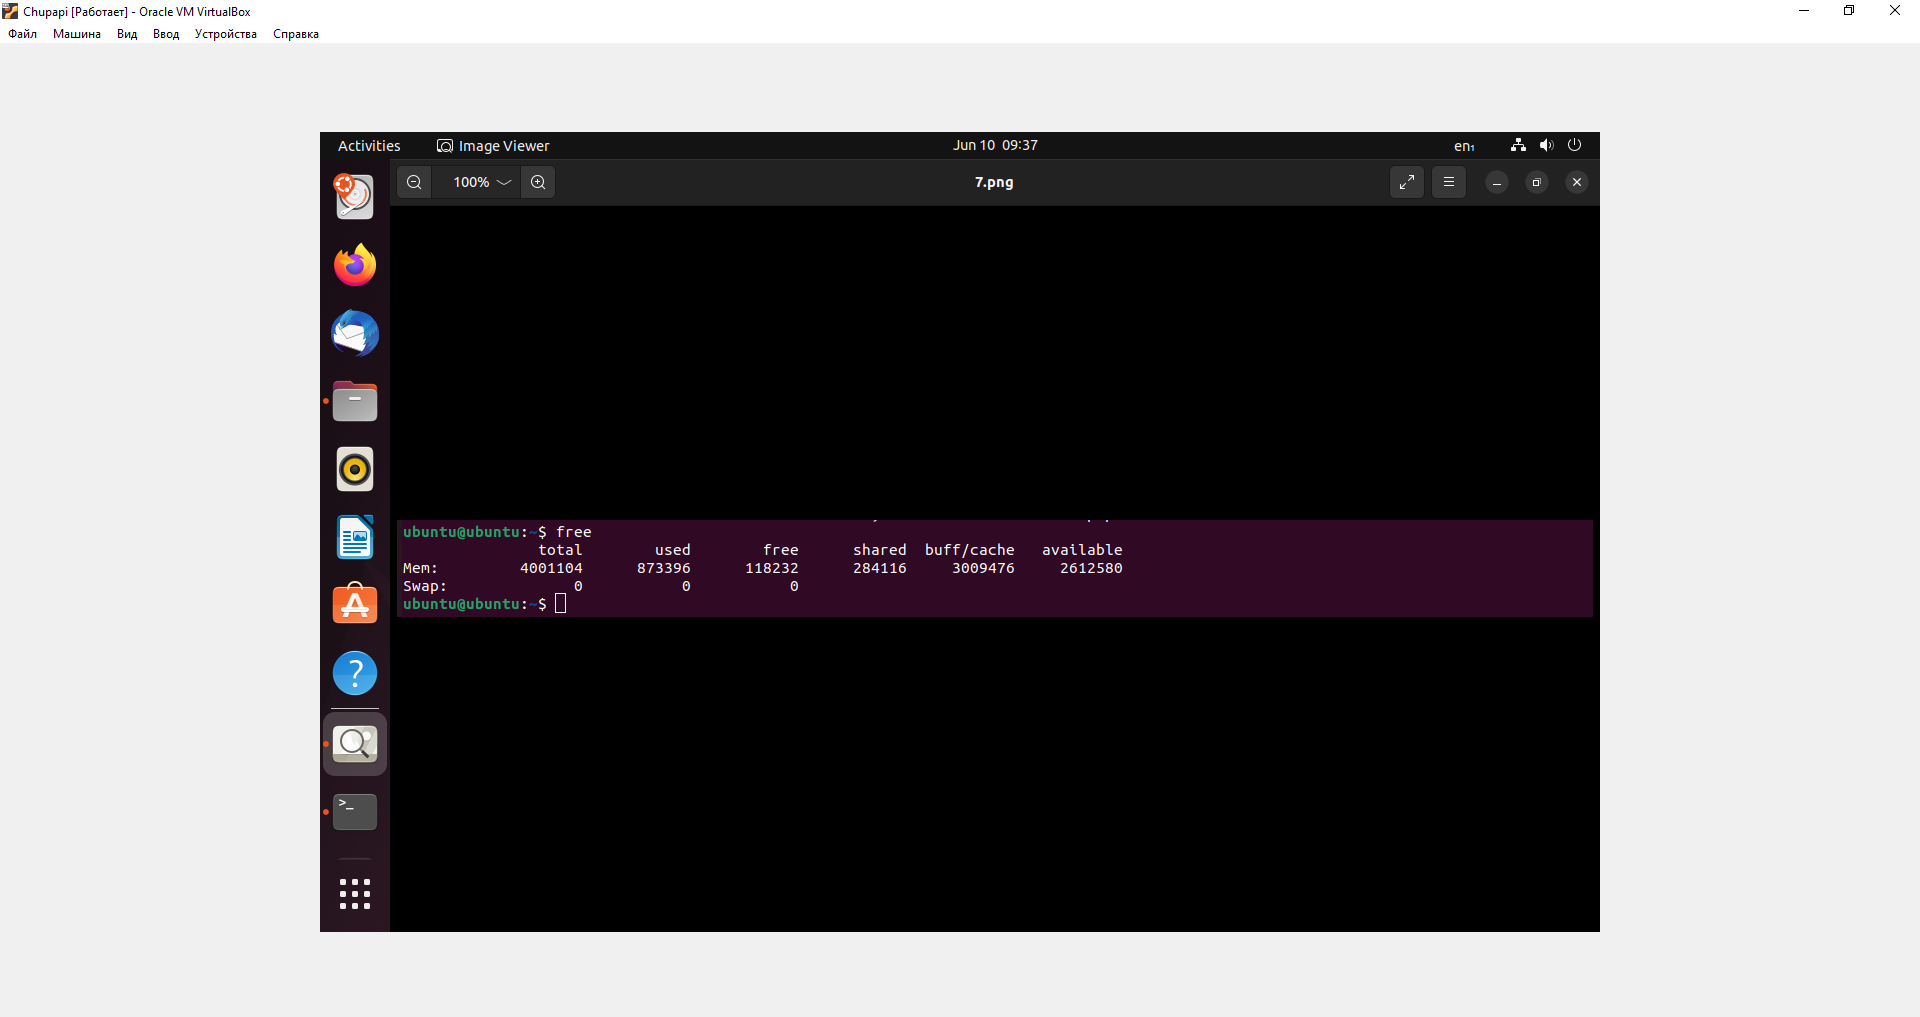 Chupapi [Работает] - Oracle VM VirtualBox
Файл Машина Вид Ввод Устройства Справка
Activities Image Viewer Jun 10 09:37 en₁
100% 7.png
ubuntu@ubuntu:~$ free
total used free shared buff/cache available
Mem: 4001104 873396 118232 284116 3009476 2612580
Swap: 0 0 0
ubuntu@ubuntu:~$